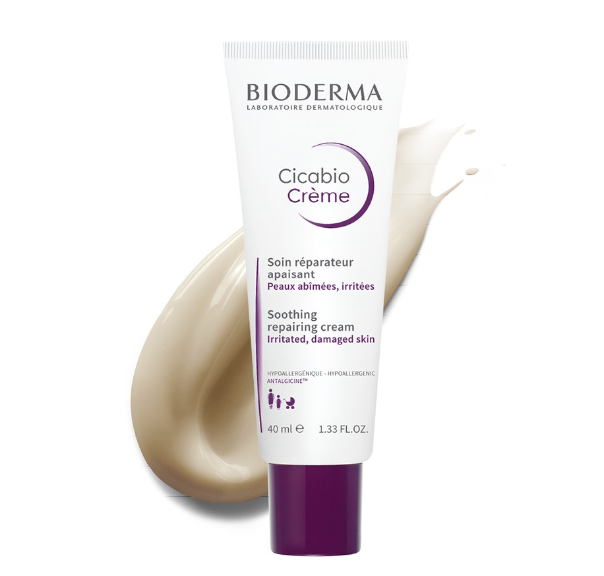 BIODERMA
LABORATOIRE DERMATOLOGIQUE
Cicabio
Crème
Soin réparateur
apaisant
Peaux abîmées, irritées
Soothing
repairing cream
Irritated, damaged skin
HYPOALLERGÉNIQUE - HYPOALLERGENIC
ANTALGICINE™
40 ml ℮ 1.33 FL.OZ.